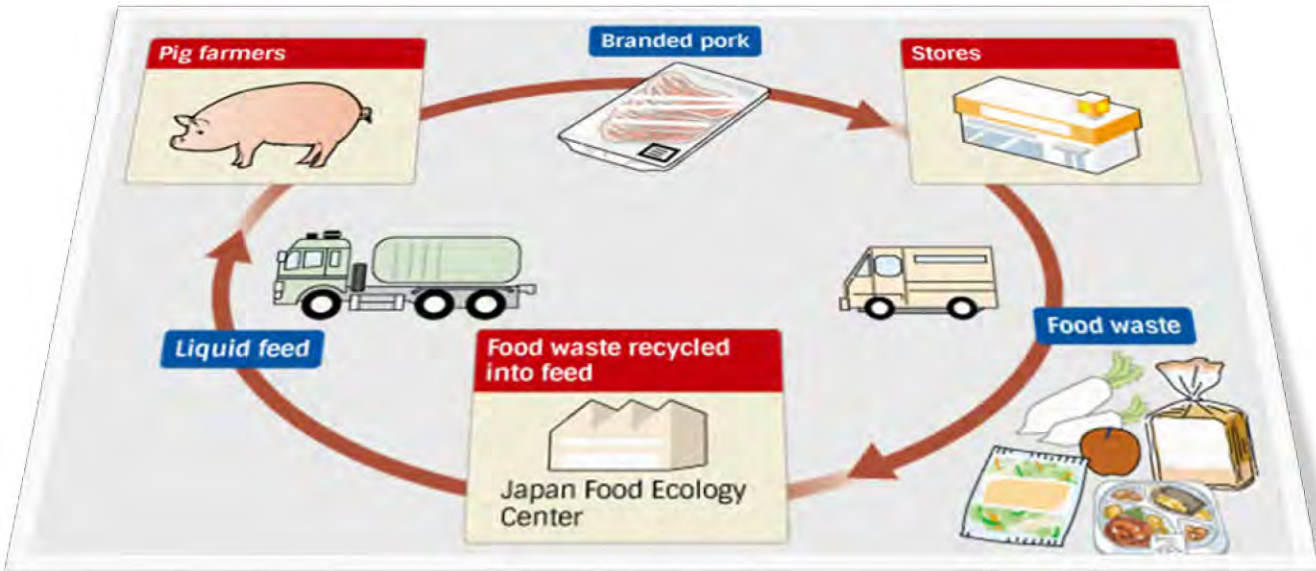 Pig farmers
Branded pork
Stores
Liquid feed
Food waste recycled
into feed
Japan Food Ecology
Center
Food waste